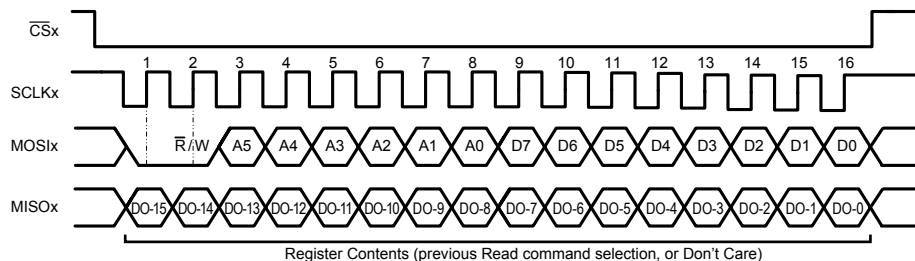 CSx
1 2 3 4 5 6 7 8 9 10 11 12 13 14 15 16
SCLKx
MOSIx R̅/W A5 A4 A3 A2 A1 A0 D7 D6 D5 D4 D3 D2 D1 D0
MISOx DO-15 DO-14 DO-13 DO-12 DO-11 DO-10 DO-9 DO-8 DO-7 DO-6 DO-5 DO-4 DO-3 DO-2 DO-1 DO-0
Register Contents (previous Read command selection, or Don't Care)